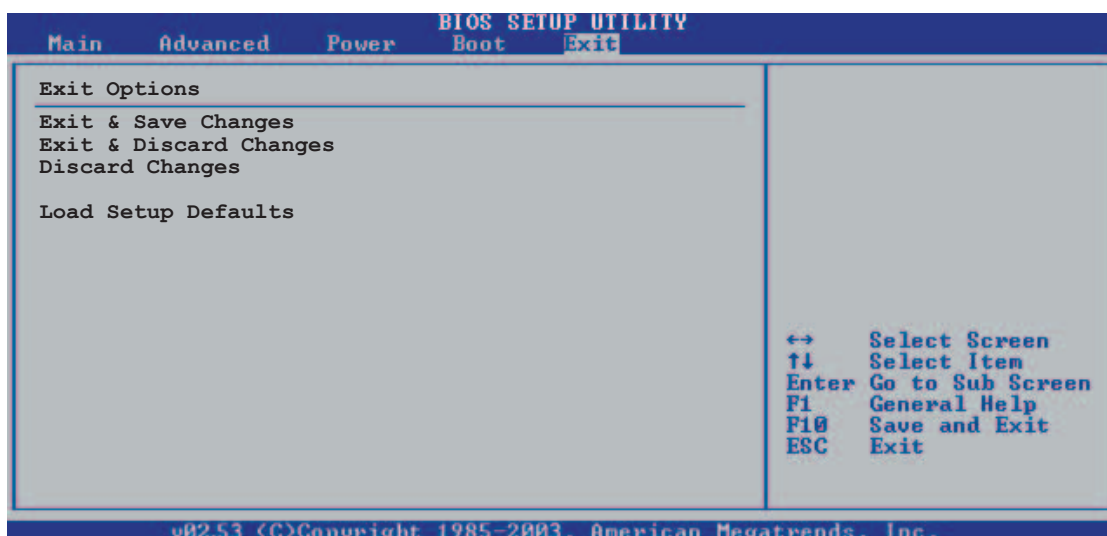 BIOS SETUP UTILITY
Main Advanced Power Boot Exit
Exit Options
Exit & Save Changes
Exit & Discard Changes
Discard Changes
Load Setup Defaults
←→ Select Screen
↑↓ Select Item
Enter Go to Sub Screen
F1 General Help
F10 Save and Exit
ESC Exit
v02.53 (C)Copyright 1985-2003, American Megatrends, Inc.